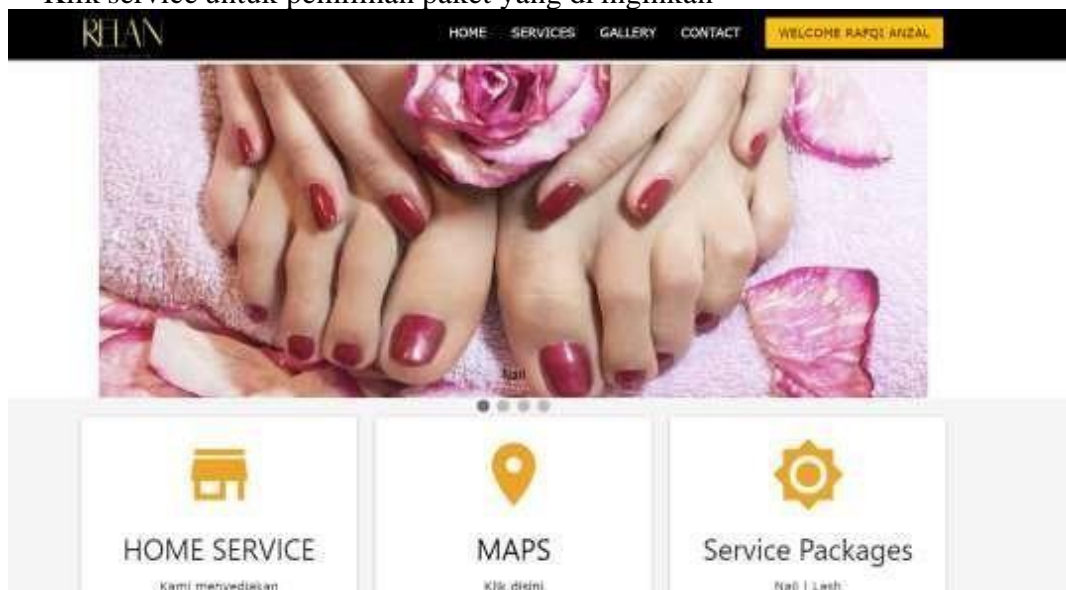 Klik service untuk pemilihan paket yang di inginkan
RELAN
HOME SERVICES GALLERY CONTACT WELCOME RAFQI ANZAL
Nail
HOME SERVICE
Kami menyediakan
MAPS
Klik disini
Service Packages
Nail | Lash